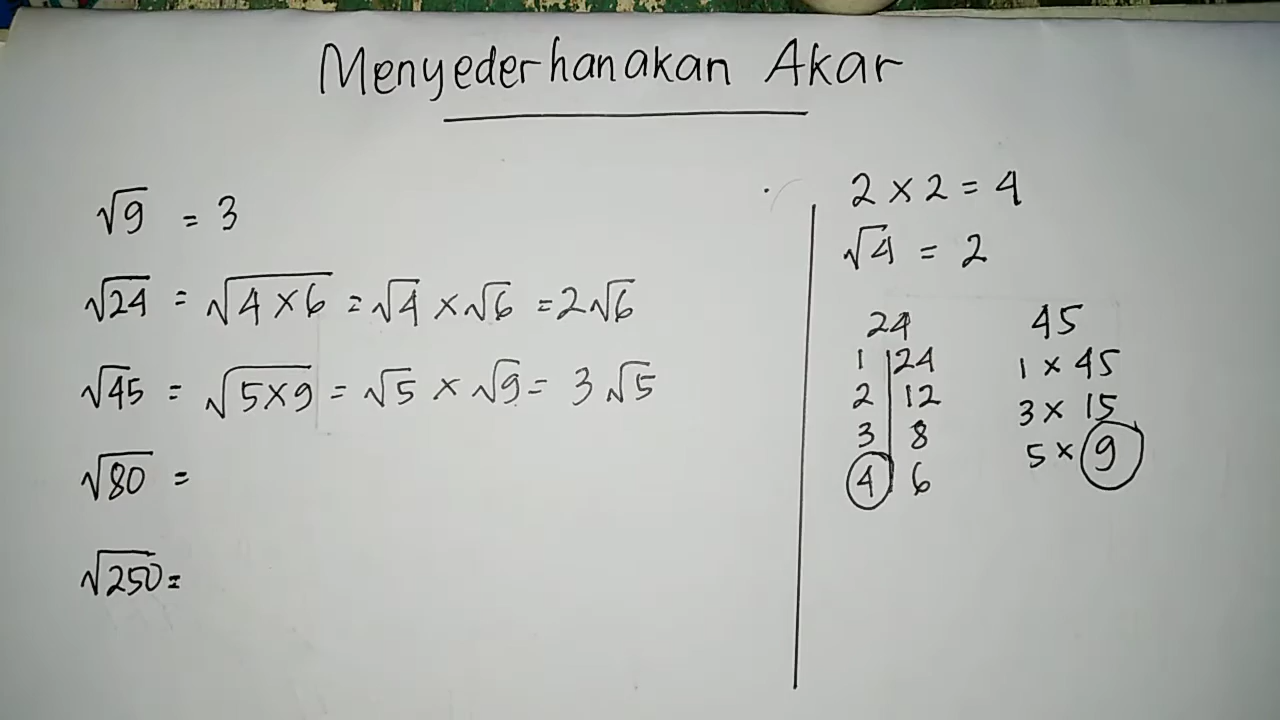 Menyederhanakan Akar
√9 = 3
√24 = √4 × 6 = √4 × √6 = 2√6
√45 = √5×9 = √5 × √9 = 3√5
√80 =
√250 =
2 × 2 = 4
√4 = 2
24
1 | 24
2 | 12
3 | 8
4 | 6
45
1 × 45
3 × 15
5 × 9